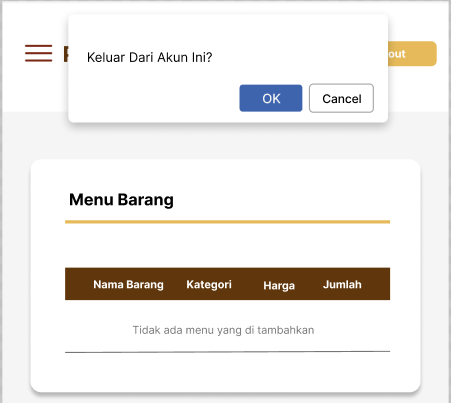 Keluar Dari Akun Ini?
OK Cancel
Menu Barang
Nama Barang Kategori Harga Jumlah
Tidak ada menu yang di tambahkan